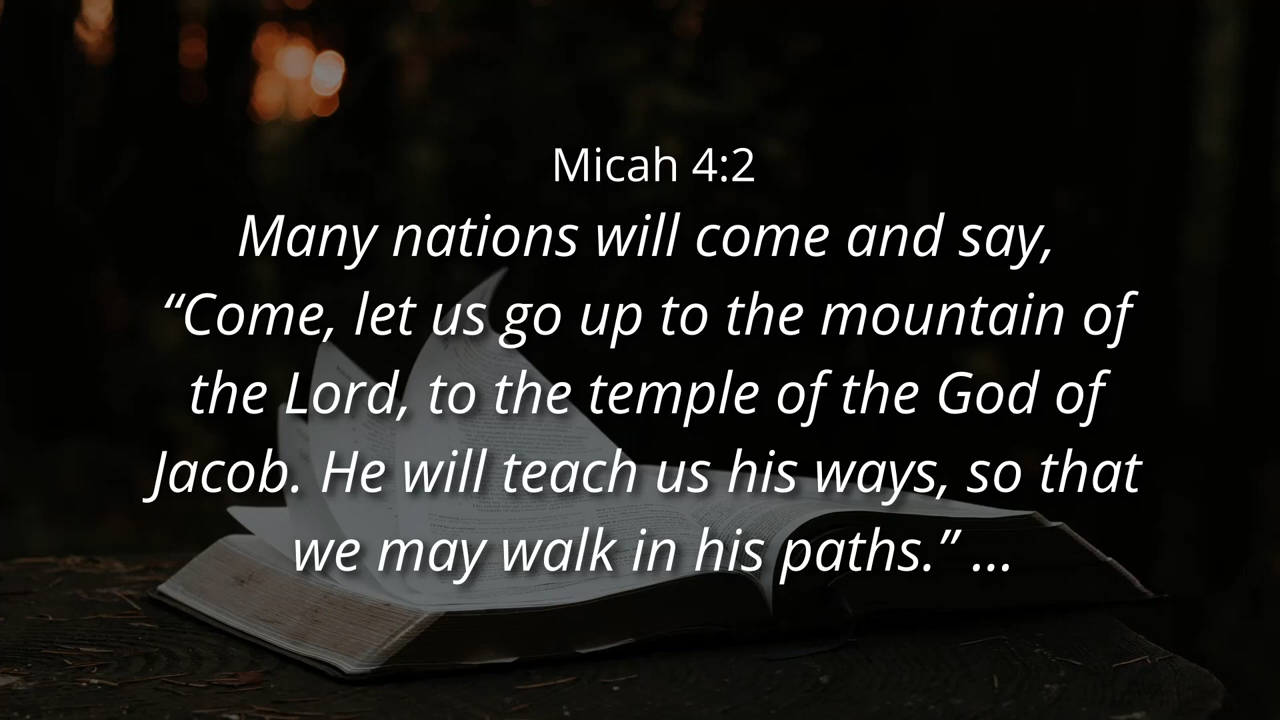 Micah 4:2
Many nations will come and say,
“Come, let us go up to the mountain of
the Lord, to the temple of the God of
Jacob. He will teach us his ways, so that
we may walk in his paths.” ...